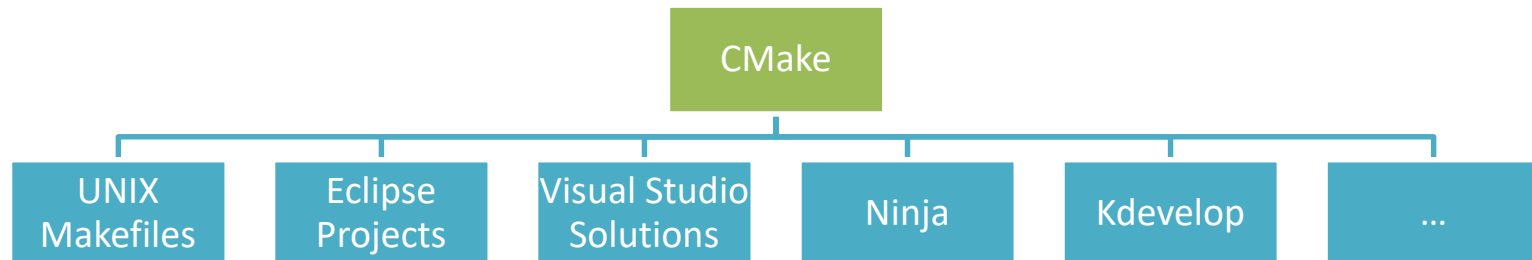 CMake
UNIX
Makefiles
Eclipse
Projects
Visual Studio
Solutions
Ninja
Kdevelop
...